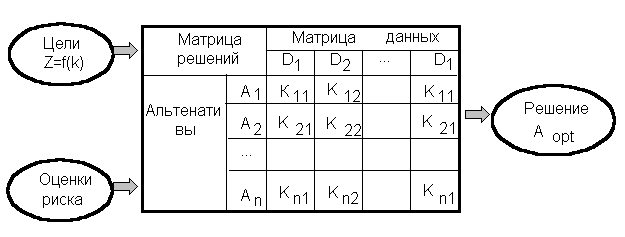 Цели
Z=f(k)
Оценки
риска
Матрица
решений
Матрица данных
D1 D2 ... D1
Альтенати
вы
A1 K11 K12 K11
A2 K21 K22 K21
...
An Kn1 Kn2 Kn1
Решение
A opt